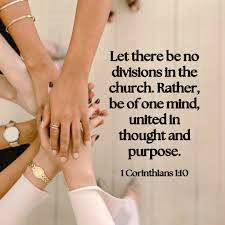 Let there be no
divisions in the
church. Rather,
be of one mind,
united in
thought and
purpose.
1 Corinthians 1:10